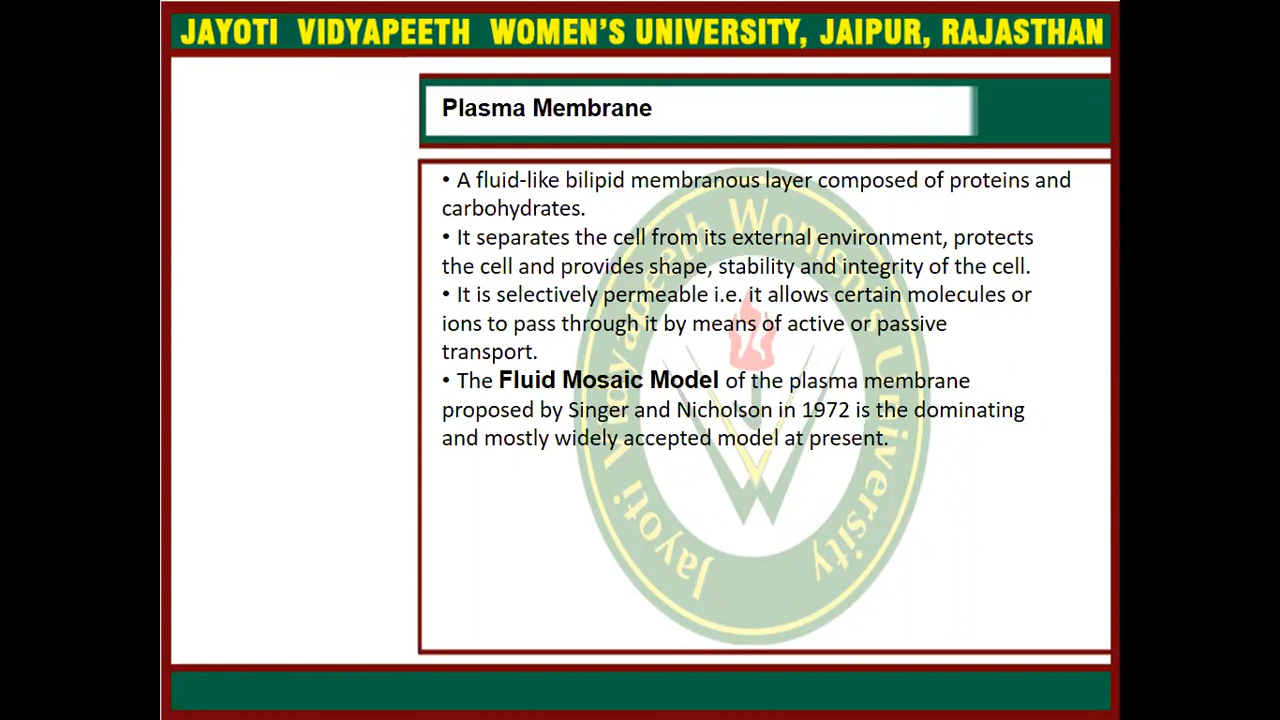 JAYOTI VIDYAPEETH WOMEN'S UNIVERSITY, JAIPUR, RAJASTHAN
Plasma Membrane
• A fluid-like bilipid membranous layer composed of proteins and
carbohydrates.
• It separates the cell from its external environment, protects
the cell and provides shape, stability and integrity of the cell.
• It is selectively permeable i.e. it allows certain molecules or
ions to pass through it by means of active or passive
transport.
• The Fluid Mosaic Model of the plasma membrane
proposed by Singer and Nicholson in 1972 is the dominating
and mostly widely accepted model at present.
Jayoti Vidyapeeth Women's University